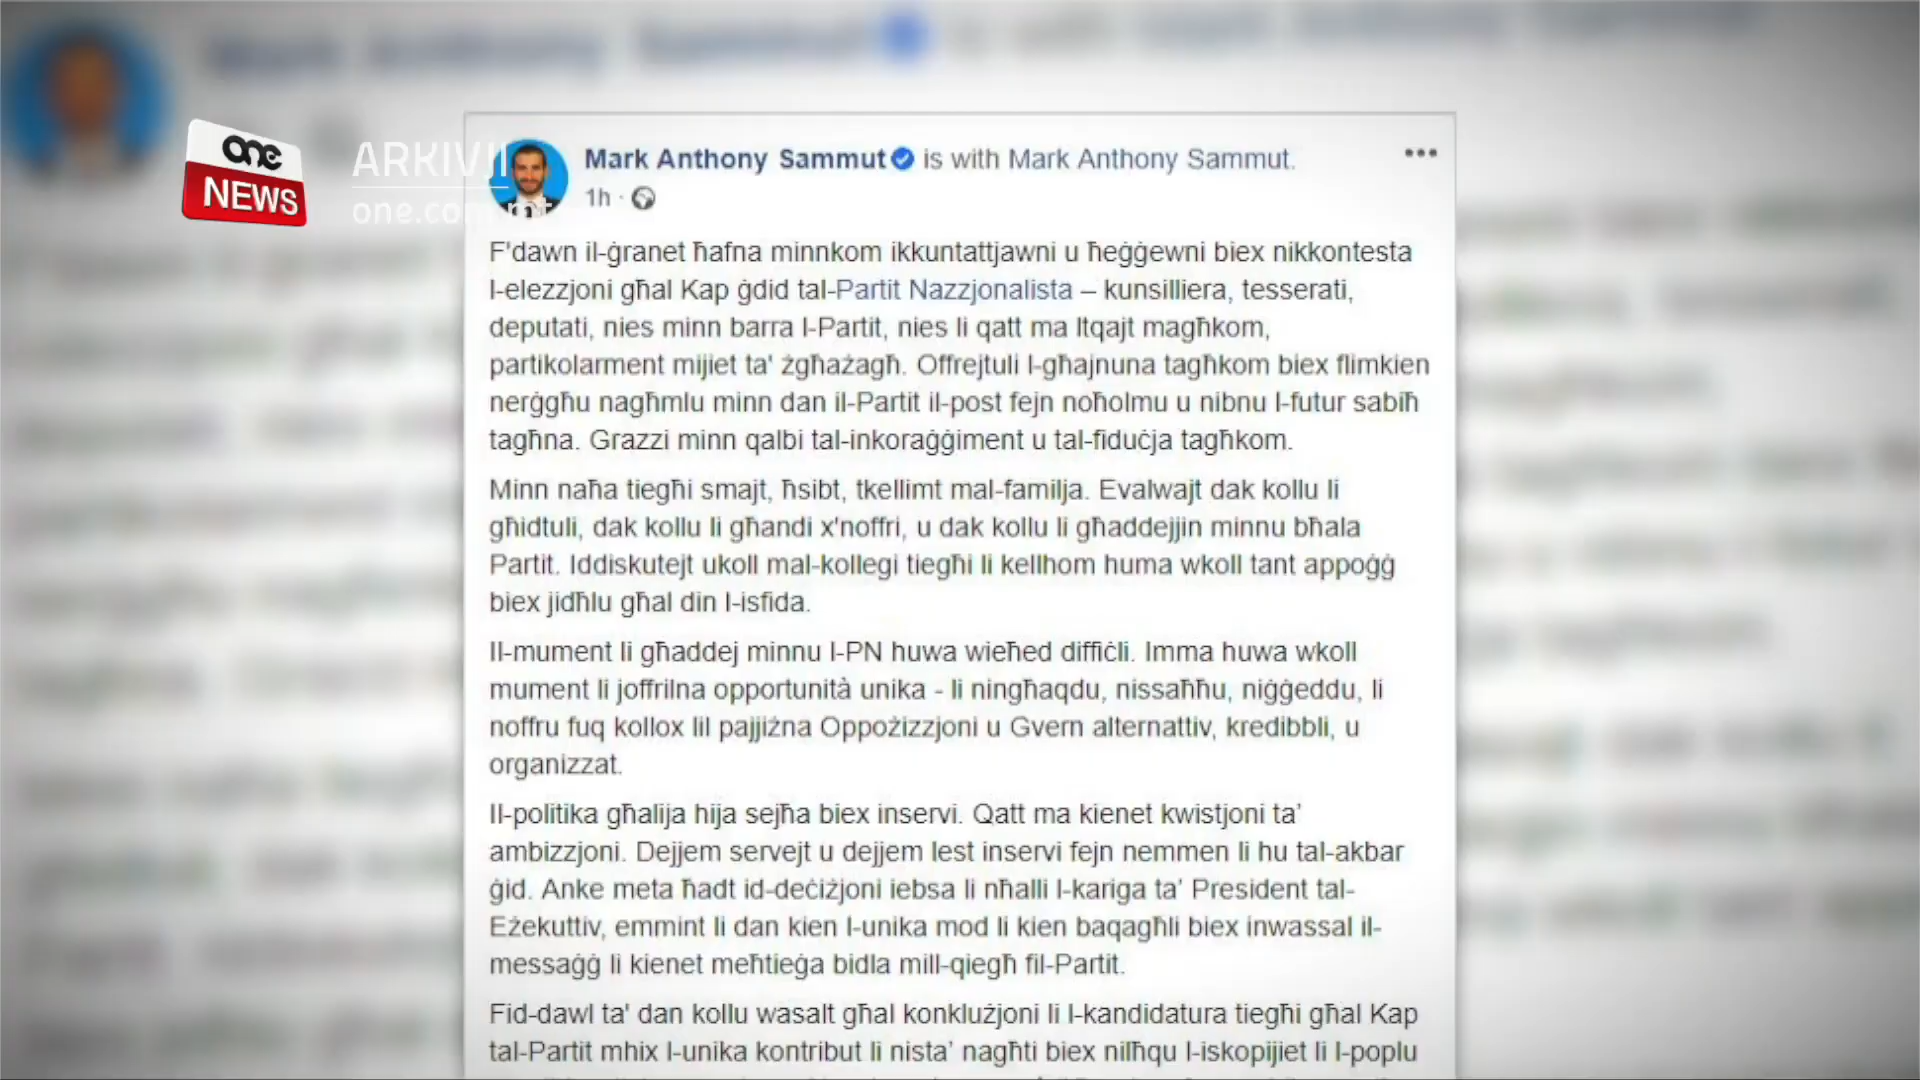 one
NEWS
ARKIVJI
one.com.mt
Mark Anthony Sammut is with Mark Anthony Sammut.
1h ·
F'dawn il-ġranet ħafna minnkom ikkuntattjawni u ħeġġewni biex nikkontesta
l-elezzjoni għal Kap ġdid tal-Partit Nazzjonalista – kunsilliera, tesserati,
deputati, nies minn barra l-Partit, nies li qatt ma ltqajt magħkom,
partikolarment mijiet ta' żgħażagħ. Offrejtuli l-għajnuna tagħkom biex flimkien
nerġgħu nagħmlu minn dan il-Partit il-post fejn noħolmu u nibnu l-futur sabiħ
tagħna. Grazzi minn qalbi tal-inkoraġġiment u tal-fiduċja tagħkom.
Minn naħa tiegħi smajt, ħsibt, tkellimt mal-familja. Evalwajt dak kollu li
għidtuli, dak kollu li għandi x'noffri, u dak kollu li għaddejjin minnu bħala
Partit. Iddiskutejt ukoll mal-kollegi tiegħi li kellhom huma wkoll tant appoġġ
biex jidħlu għal din l-isfida.
Il-mument li għaddej minnu l-PN huwa wieħed diffiċli. Imma huwa wkoll
mument li joffrilna opportunità unika - li ningħaqdu, nissaħħu, niġġeddu, li
noffru fuq kollox lil pajjiżna Oppożizzjoni u Gvern alternattiv, kredibbli, u
organizzat.
Il-politika għalija hija sejħa biex inservi. Qatt ma kienet kwistjoni ta'
ambizzjoni. Dejjem servejt u dejjem lest inservi fejn nemmen li hu tal-akbar
ġid. Anke meta ħadt id-deċiżjoni iebsa li nħalli l-kariga ta' President tal-
Eżekuttiv, emmint li dan kien l-unika mod li kien baqagħli biex inwassal il-
messaġġ li kienet meħtieġa bidla mill-qiegħ fil-Partit.
Fid-dawl ta' dan kollu wasalt għal konklużjoni li l-kandidatura tiegħi għal Kap
tal-Partit mhix l-unika kontribut li nista' nagħti biex nilħqu l-iskopijiet li l-poplu